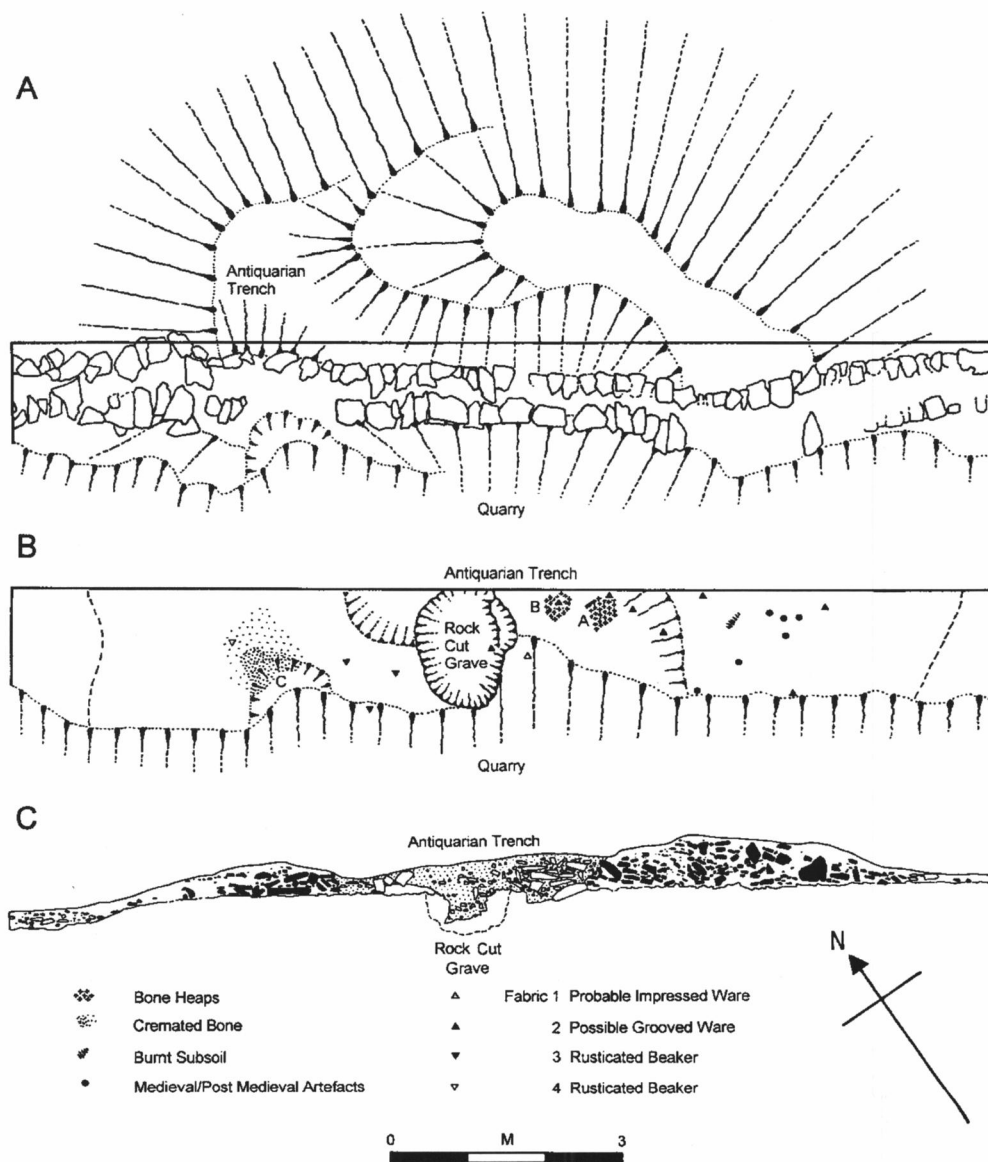 A
Antiquarian
Trench
Quarry
B
Antiquarian Trench
B
A
Rock
Cut
Grave
C
Quarry
C
Antiquarian Trench
Rock Cut
Grave
N
Bone Heaps
Cremated Bone
Burnt Subsoil
Medieval/Post Medieval Artefacts
Fabric 1 Probable Impressed Ware
2 Possible Grooved Ware
3 Rusticated Beaker
4 Rusticated Beaker
0 M 3